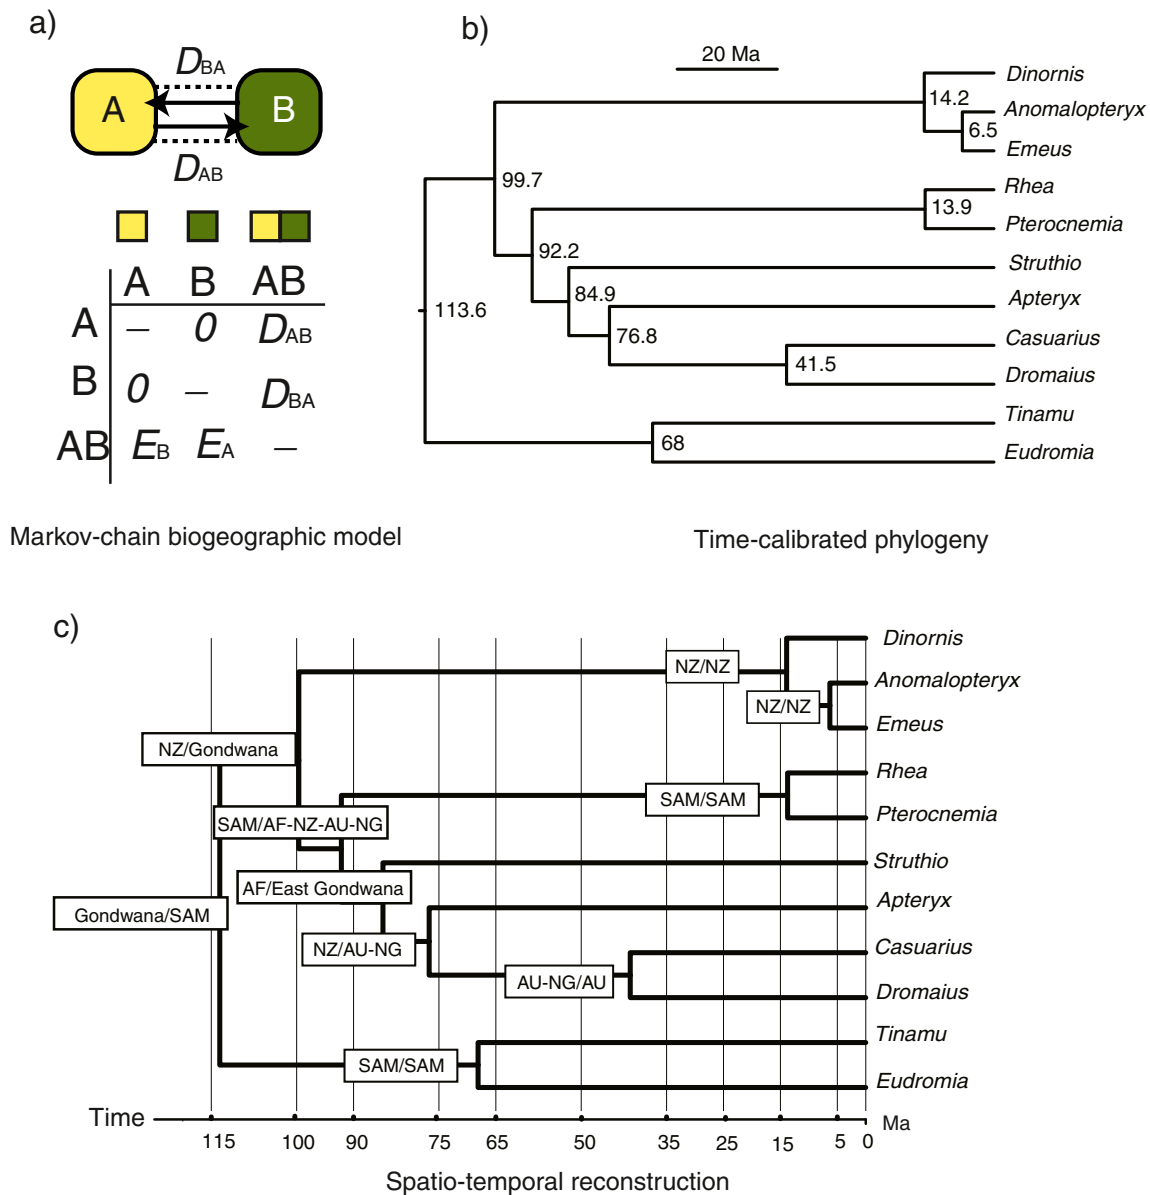 a)
D_BA
A B
D_AB
A B AB
A – 0 D_AB
B 0 – D_BA
AB E_B E_A –
Markov-chain biogeographic model
b)
20 Ma
Dinornis
14.2
Anomalopteryx
6.5
Emeus
99.7
Rhea
13.9
Pterocnemia
92.2
Struthio
84.9
Apteryx
113.6
76.8
Casuarius
41.5
Dromaius
Tinamu
68
Eudromia
Time-calibrated phylogeny
c)
Dinornis
NZ/NZ
Anomalopteryx
NZ/NZ
Emeus
NZ/Gondwana
Rhea
SAM/SAM
Pterocnemia
SAM/AF-NZ-AU-NG
Struthio
AF/East Gondwana
Apteryx
Gondwana/SAM
NZ/AU-NG
Casuarius
AU-NG/AU
Dromaius
Tinamu
SAM/SAM
Eudromia
Time
Ma
115 100 90 75 65 50 35 25 15 5 0
Spatio-temporal reconstruction